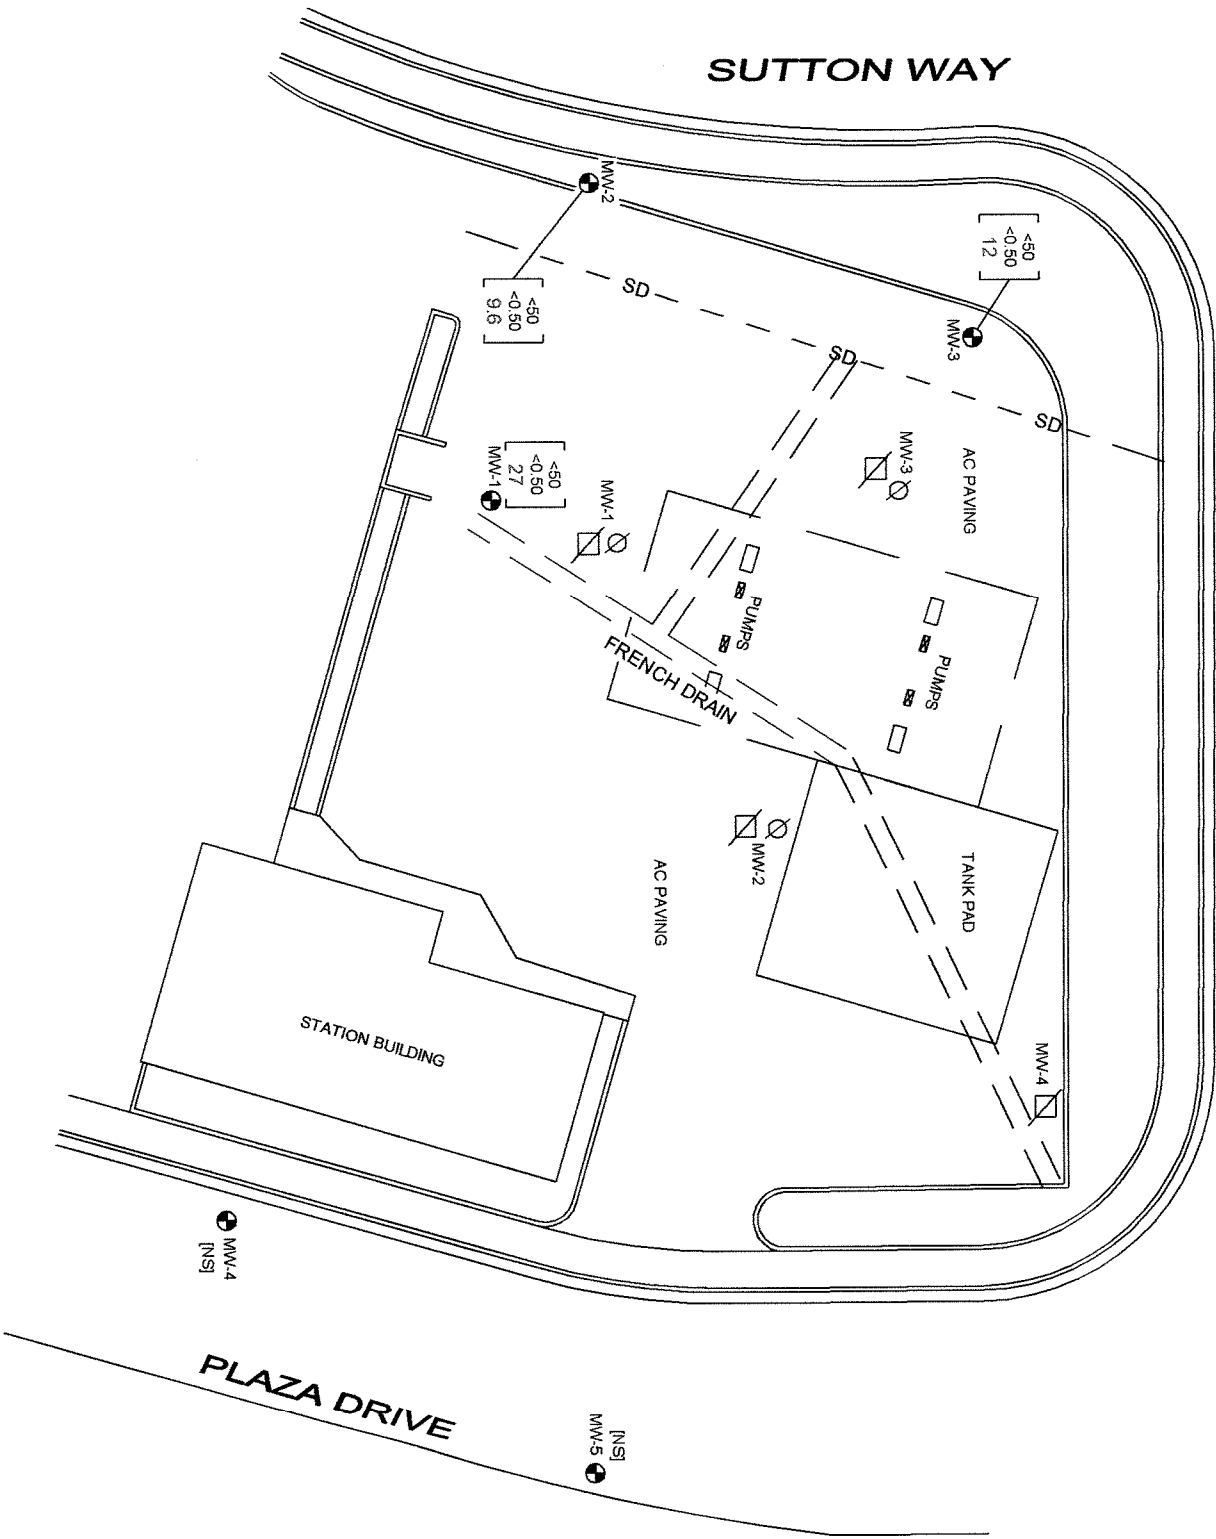 SUTTON WAY
MW-2
<50
<0.50
12
MW-3
SD
<50
<0.50
9.6
SD
SD
MW-3
AC PAVING
<50
<0.50
27
MW-1
MW-1
PUMPS
PUMPS
FRENCH DRAIN
MW-2
AC PAVING
TANK PAD
STATION BUILDING
MW-4
MW-4
[NS]
PLAZA DRIVE
[NS]
MW-5